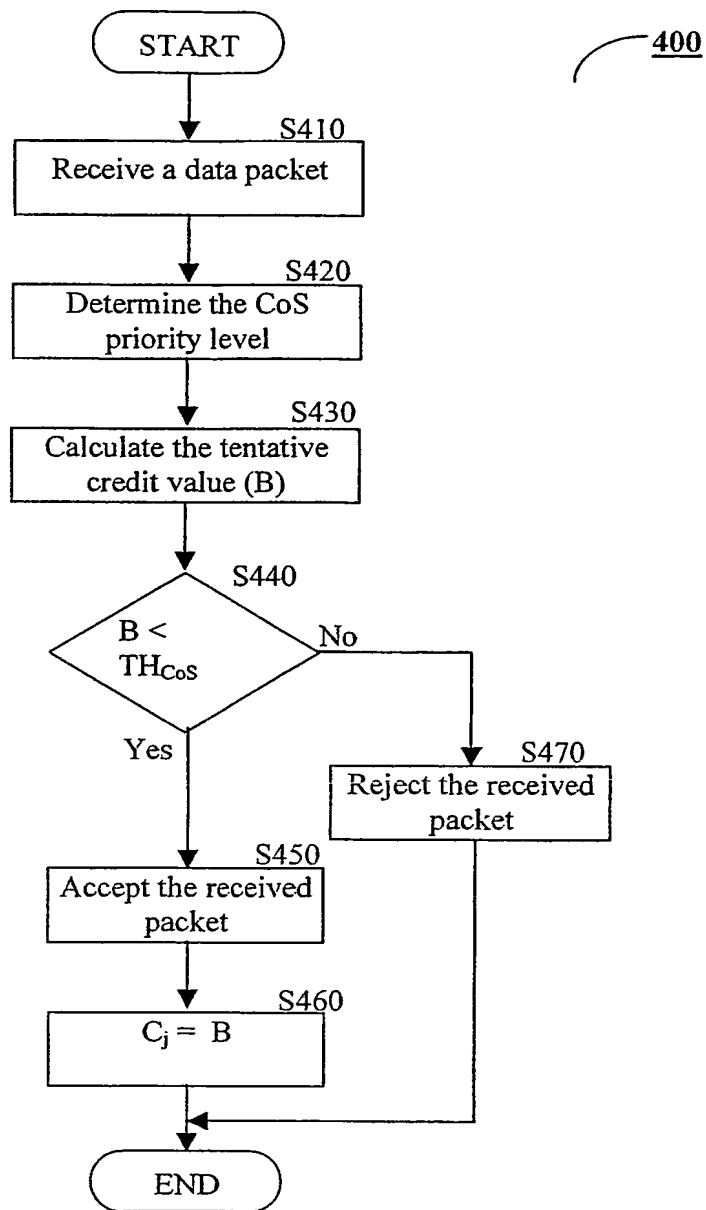 START
400
S410
Receive a data packet
S420
Determine the CoS
priority level
S430
Calculate the tentative
credit value (B)
S440
B <
TH_CoS
No
Yes
S470
Reject the received
packet
S450
Accept the received
packet
S460
C_j = B
END